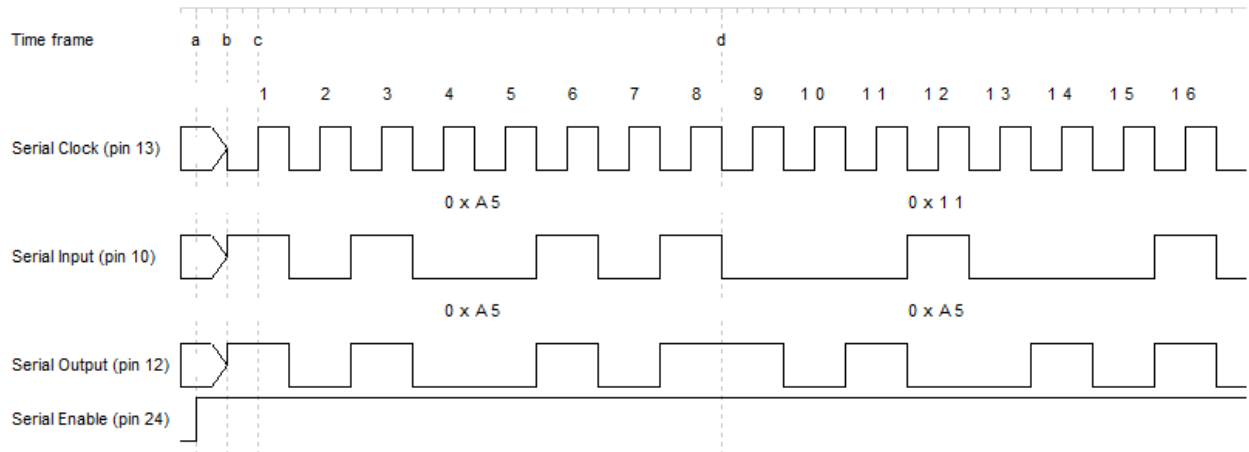 Time frame a b c d
1 2 3 4 5 6 7 8 9 1 0 1 1 1 2 1 3 1 4 1 5 1 6
Serial Clock (pin 13)
0 x A 5 0 x 1 1
Serial Input (pin 10)
0 x A 5 0 x A 5
Serial Output (pin 12)
Serial Enable (pin 24)